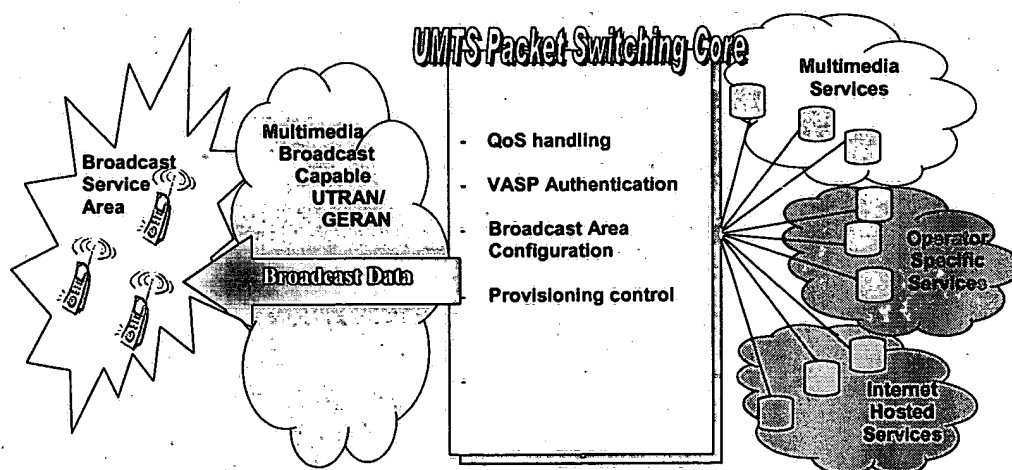 UMTS Packet Switching Core
Broadcast
Service
Area
Multimedia
Broadcast
Capable
UTRAN/
GERAN
Broadcast Data
- QoS handling
- VASP Authentication
- Broadcast Area
Configuration
- Provisioning control
-
-
Multimedia
Services
Operator
Specific
Services
Internet
Hosted
Services